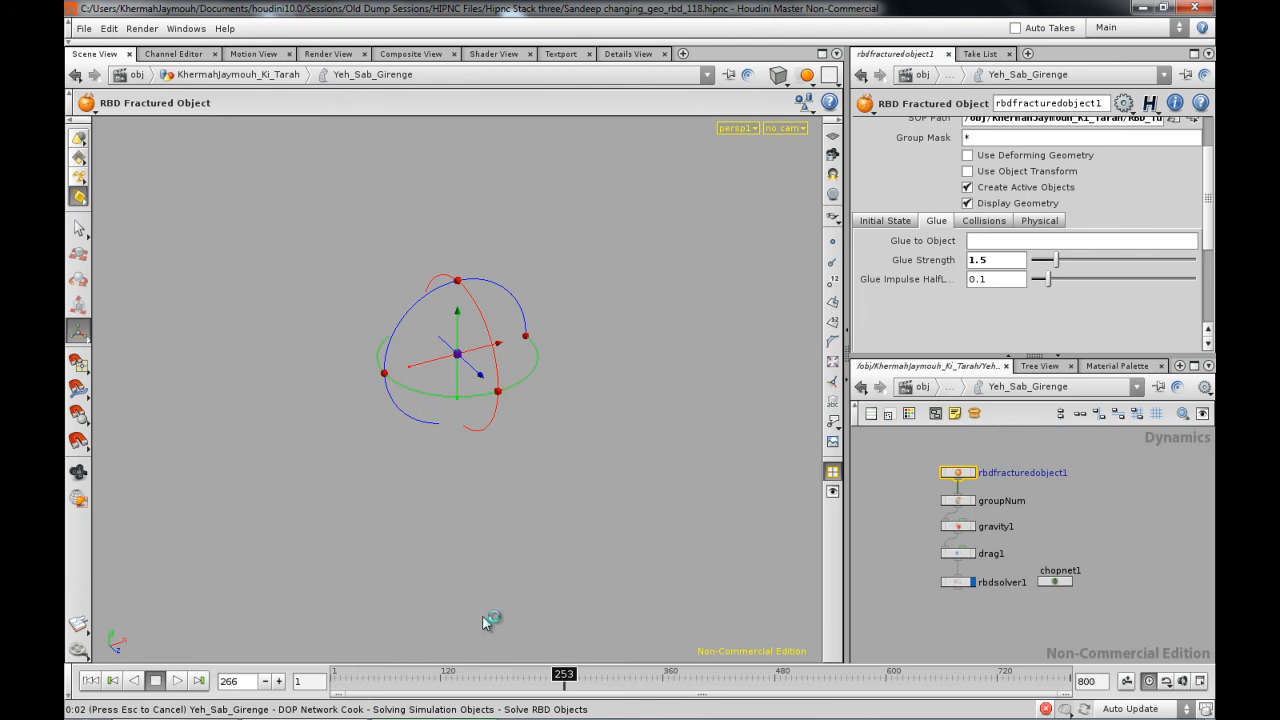 C:/Users/KhermahJaymouh/Documents/houdini10.0/Sessions/Old Dump Sessions/HIPNC Files/Hipnc Stack three/Sandeep changing_geo_rbd_118.hipnc - Houdini Master Non-Commercial
File Edit Render Windows Help
Auto Takes Main
Scene View Channel Editor Motion View Render View Composite View Shader View Textport Details View
rbdfracturedobject1 Take List
obj KhermahJaymouh_Ki_Tarah Yeh_Sab_Girenge
obj ... Yeh_Sab_Girenge
RBD Fractured Object
RBD Fractured Object rbdfracturedobject1
SOP Path /obj/KhermahJaymouh_Ki_Tarah/RBD_Tu
persp1 no cam
Group Mask *
Use Deforming Geometry
Use Object Transform
Create Active Objects
Display Geometry
Initial State Glue Collisions Physical
Glue to Object
Glue Strength 1.5
Glue Impulse HalfL... 0.1
/obj/KhermahJaymouh_Ki_Tarah/Yeh... Tree View Material Palette
obj ... Yeh_Sab_Girenge
Dynamics
rbdfracturedobject1
groupNum
gravity1
drag1
chopnet1
rbdsolver1
Non-Commercial Edition
Non-Commercial Edition
266 1 1 120 253 360 480 600 720 800
0:02 (Press Esc to Cancel) Yeh_Sab_Girenge - DOP Network Cook - Solving Simulation Objects - Solve RBD Objects
Auto Update